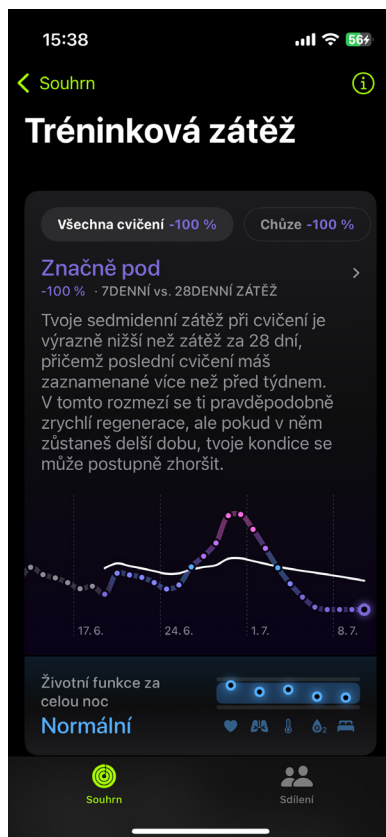 15:38
56
Souhrn
Tréninková zátěž
Všechna cvičení -100 %
Chůze -100 %
Značně pod
-100 % · 7DENNÍ vs. 28DENNÍ ZÁTĚŽ
Tvoje sedmidenní zátěž při cvičení je
výrazně nižší než zátěž za 28 dní,
přičemž poslední cvičení máš
zaznamenané více než před týdnem.
V tomto rozmezí se ti pravděpodobně
zrychlí regenerace, ale pokud v něm
zůstaneš delší dobu, tvoje kondice se
může postupně zhoršit.
17. 6.
24. 6.
1. 7.
8. 7.
Životní funkce za
celou noc
Normální
O₂
Souhrn
Sdílení